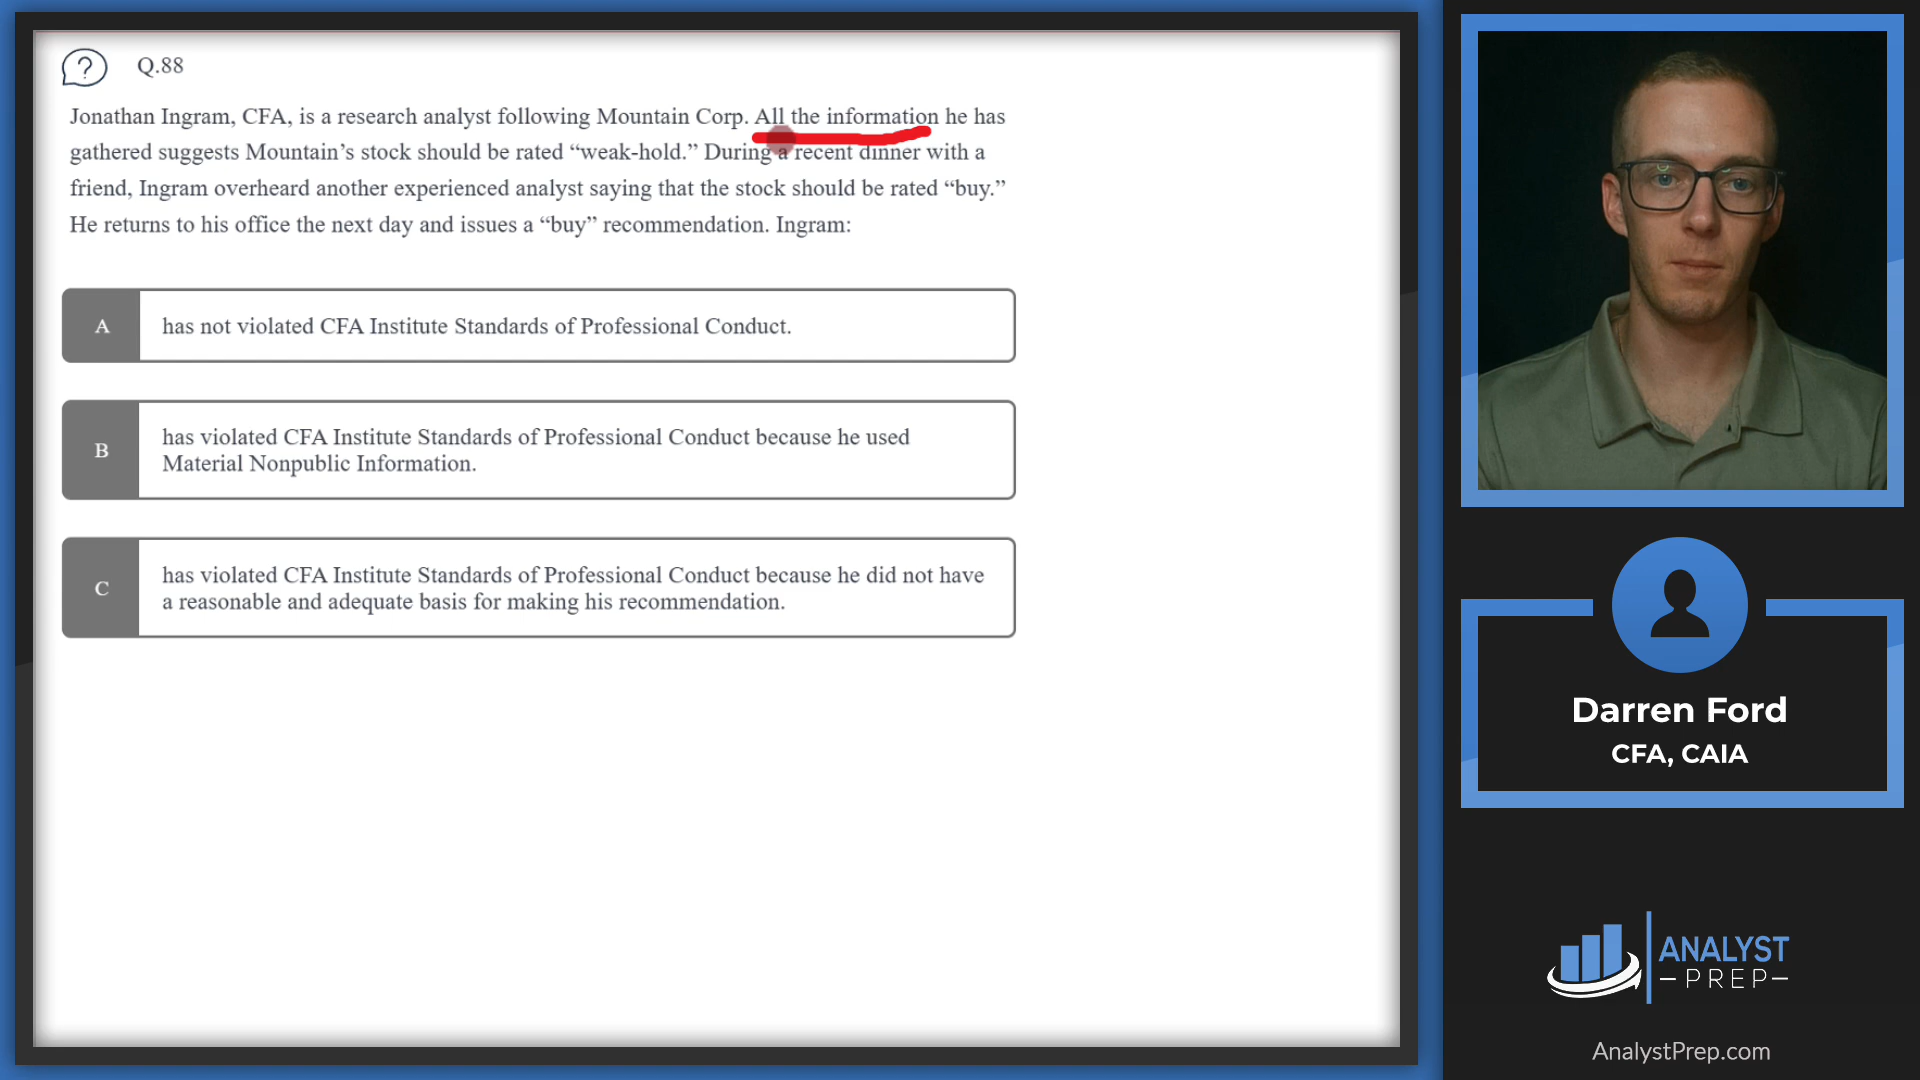 ?
Q.88
Jonathan Ingram, CFA, is a research analyst following Mountain Corp. All the information he has
gathered suggests Mountain’s stock should be rated “weak-hold.” During a recent dinner with a
friend, Ingram overheard another experienced analyst saying that the stock should be rated “buy.”
He returns to his office the next day and issues a “buy” recommendation. Ingram:
A
has not violated CFA Institute Standards of Professional Conduct.
B
has violated CFA Institute Standards of Professional Conduct because he used
Material Nonpublic Information.
C
has violated CFA Institute Standards of Professional Conduct because he did not have
a reasonable and adequate basis for making his recommendation.
Darren Ford
CFA, CAIA
ANALYST
PREP
AnalystPrep.com